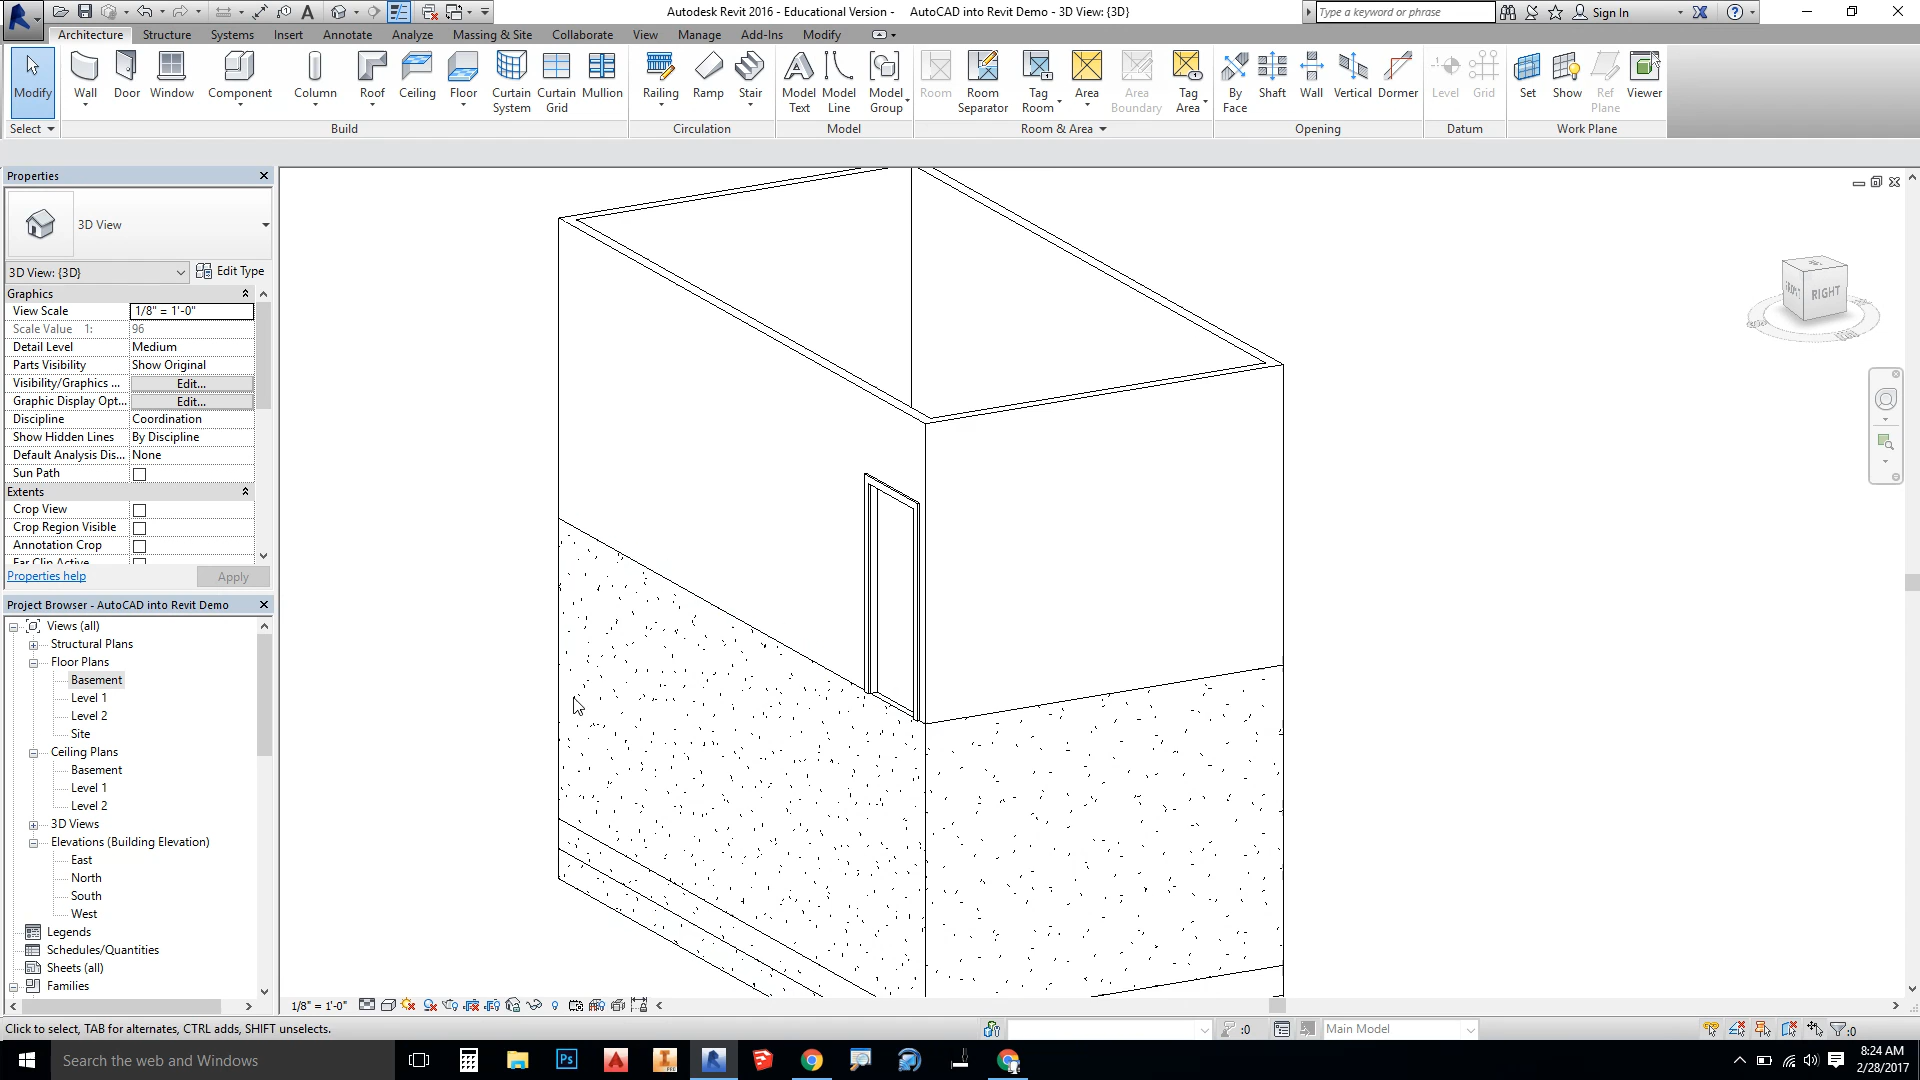 Autodesk Revit 2016 - Educational Version - AutoCAD into Revit Demo - 3D View: {3D}
Type a keyword or phrase
Sign In
Architecture Structure Systems Insert Annotate Analyze Massing & Site Collaborate View Manage Add-Ins Modify
Modify Wall Door Window Component Column Roof Ceiling Floor Curtain System Curtain Grid Mullion Railing Ramp Stair Model Text Model Line Model Group Room Room Separator Tag Room Area Area Boundary Tag Area By Face Shaft Wall Vertical Dormer Level Grid Set Show Ref Plane Viewer
Select Build Circulation Model Room & Area Opening Datum Work Plane
Properties
3D View
3D View: {3D} Edit Type
Graphics
View Scale 1/8" = 1'-0"
Scale Value 1: 96
Detail Level Medium
Parts Visibility Show Original
Visibility/Graphics ... Edit...
Graphic Display Opt... Edit...
Discipline Coordination
Show Hidden Lines By Discipline
Default Analysis Dis... None
Sun Path
Extents
Crop View
Crop Region Visible
Annotation Crop
Far Clip Active
Properties help Apply
Project Browser - AutoCAD into Revit Demo
Views (all)
Structural Plans
Floor Plans
Basement
Level 1
Level 2
Site
Ceiling Plans
Basement
Level 1
Level 2
3D Views
Elevations (Building Elevation)
East
North
South
West
Legends
Schedules/Quantities
Sheets (all)
Families
FRONT RIGHT
1/8" = 1'-0"
Click to select, TAB for alternates, CTRL adds, SHIFT unselects.
:0
Main Model
:0
Search the web and Windows
8:24 AM
2/28/2017